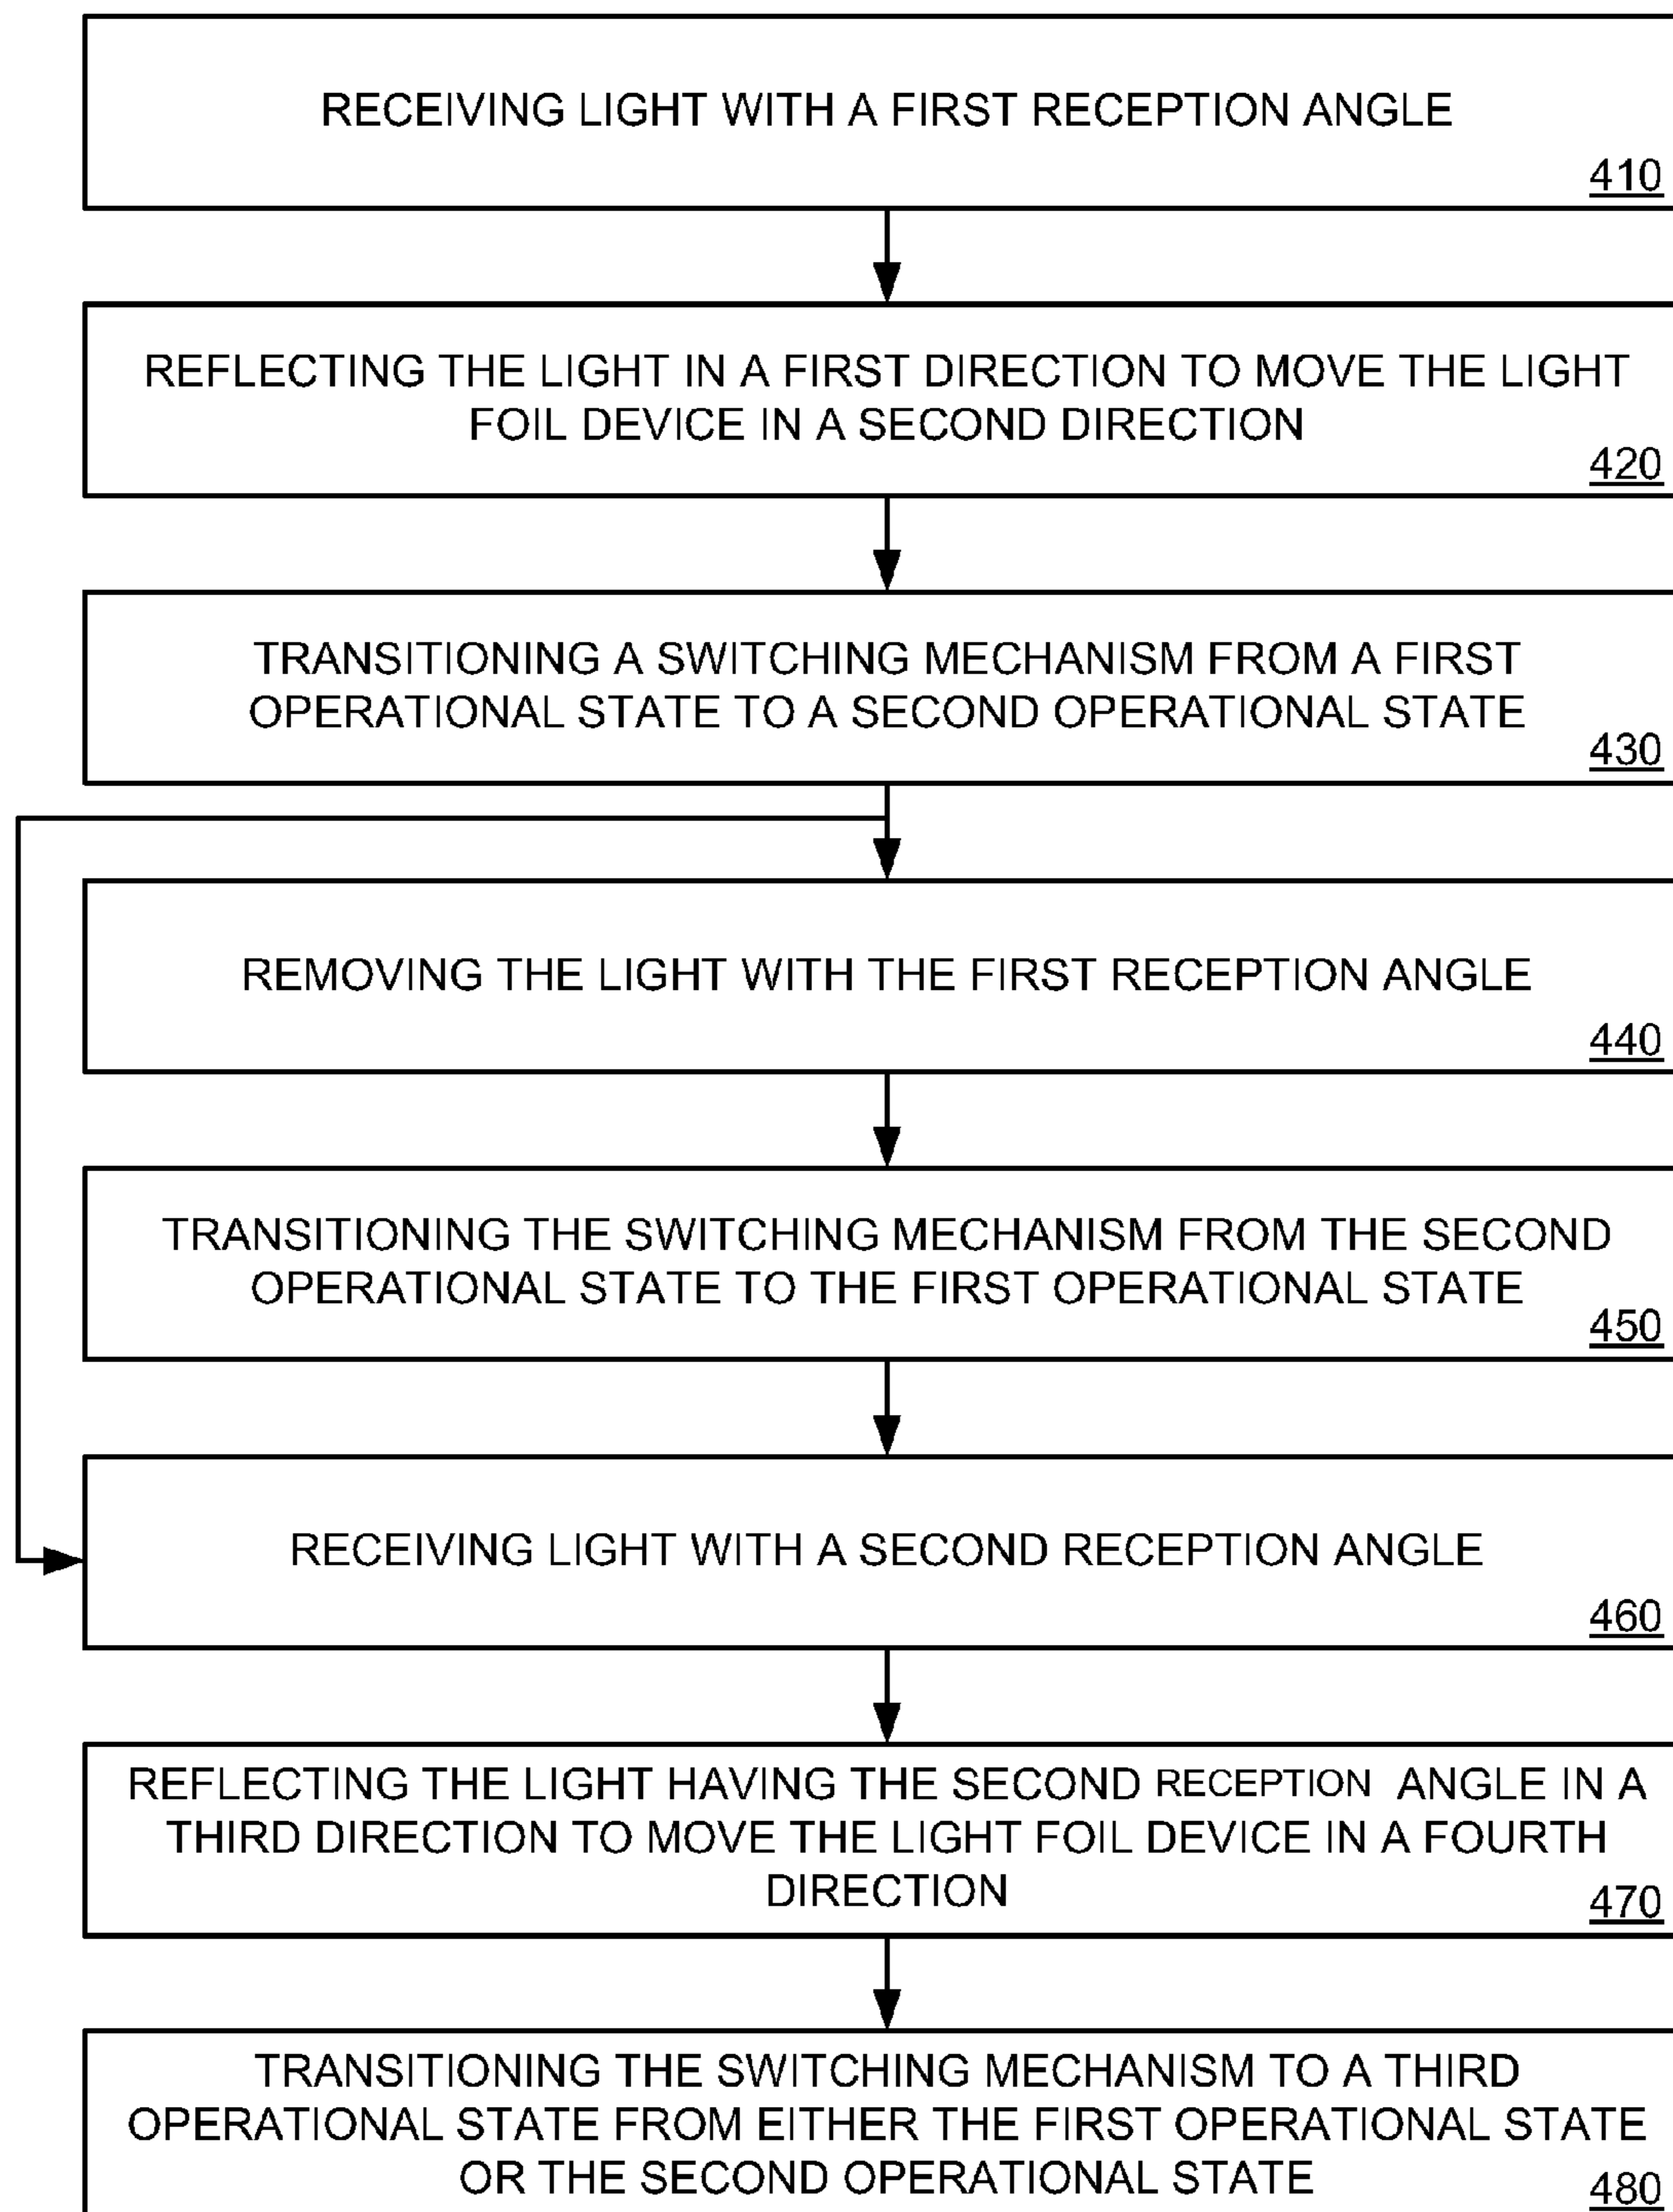 RECEIVING LIGHT WITH A FIRST RECEPTION ANGLE
410
REFLECTING THE LIGHT IN A FIRST DIRECTION TO MOVE THE LIGHT
FOIL DEVICE IN A SECOND DIRECTION
420
TRANSITIONING A SWITCHING MECHANISM FROM A FIRST
OPERATIONAL STATE TO A SECOND OPERATIONAL STATE
430
REMOVING THE LIGHT WITH THE FIRST RECEPTION ANGLE
440
TRANSITIONING THE SWITCHING MECHANISM FROM THE SECOND
OPERATIONAL STATE TO THE FIRST OPERATIONAL STATE
450
RECEIVING LIGHT WITH A SECOND RECEPTION ANGLE
460
REFLECTING THE LIGHT HAVING THE SECOND RECEPTION ANGLE IN A
THIRD DIRECTION TO MOVE THE LIGHT FOIL DEVICE IN A FOURTH
DIRECTION
470
TRANSITIONING THE SWITCHING MECHANISM TO A THIRD
OPERATIONAL STATE FROM EITHER THE FIRST OPERATIONAL STATE
OR THE SECOND OPERATIONAL STATE
480